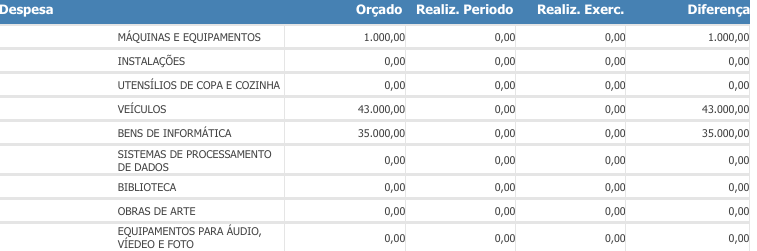 Despesa Orçado Realiz. Periodo Realiz. Exerc. Diferença
MÁQUINAS E EQUIPAMENTOS 1.000,00 0,00 0,00 1.000,00
INSTALAÇÕES 0,00 0,00 0,00 0,00
UTENSÍLIOS DE COPA E COZINHA 0,00 0,00 0,00 0,00
VEÍCULOS 43.000,00 0,00 0,00 43.000,00
BENS DE INFORMÁTICA 35.000,00 0,00 0,00 35.000,00
SISTEMAS DE PROCESSAMENTO
DE DADOS 0,00 0,00 0,00 0,00
BIBLIOTECA 0,00 0,00 0,00 0,00
OBRAS DE ARTE 0,00 0,00 0,00 0,00
EQUIPAMENTOS PARA ÁUDIO,
VÍEDEO E FOTO 0,00 0,00 0,00 0,00